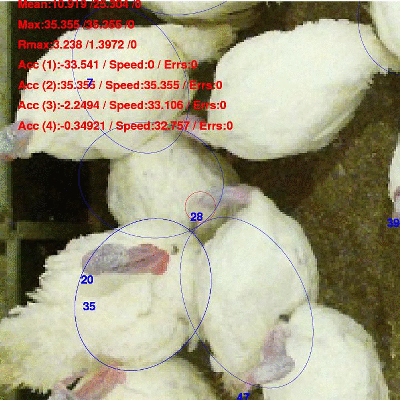 Mean:10.919 /25.304 /0
Max:35.355 /35.355 /0
Rmax:3.238 /1.3972 /0
Acc (1):-33.541 / Speed:0 / Errs:0
7
Acc (2):35.355 / Speed:35.355 / Errs:0
Acc (3):-2.2494 / Speed:33.106 / Errs:0
Acc (4):-0.34921 / Speed:32.757 / Errs:0
28
39
20
35
47